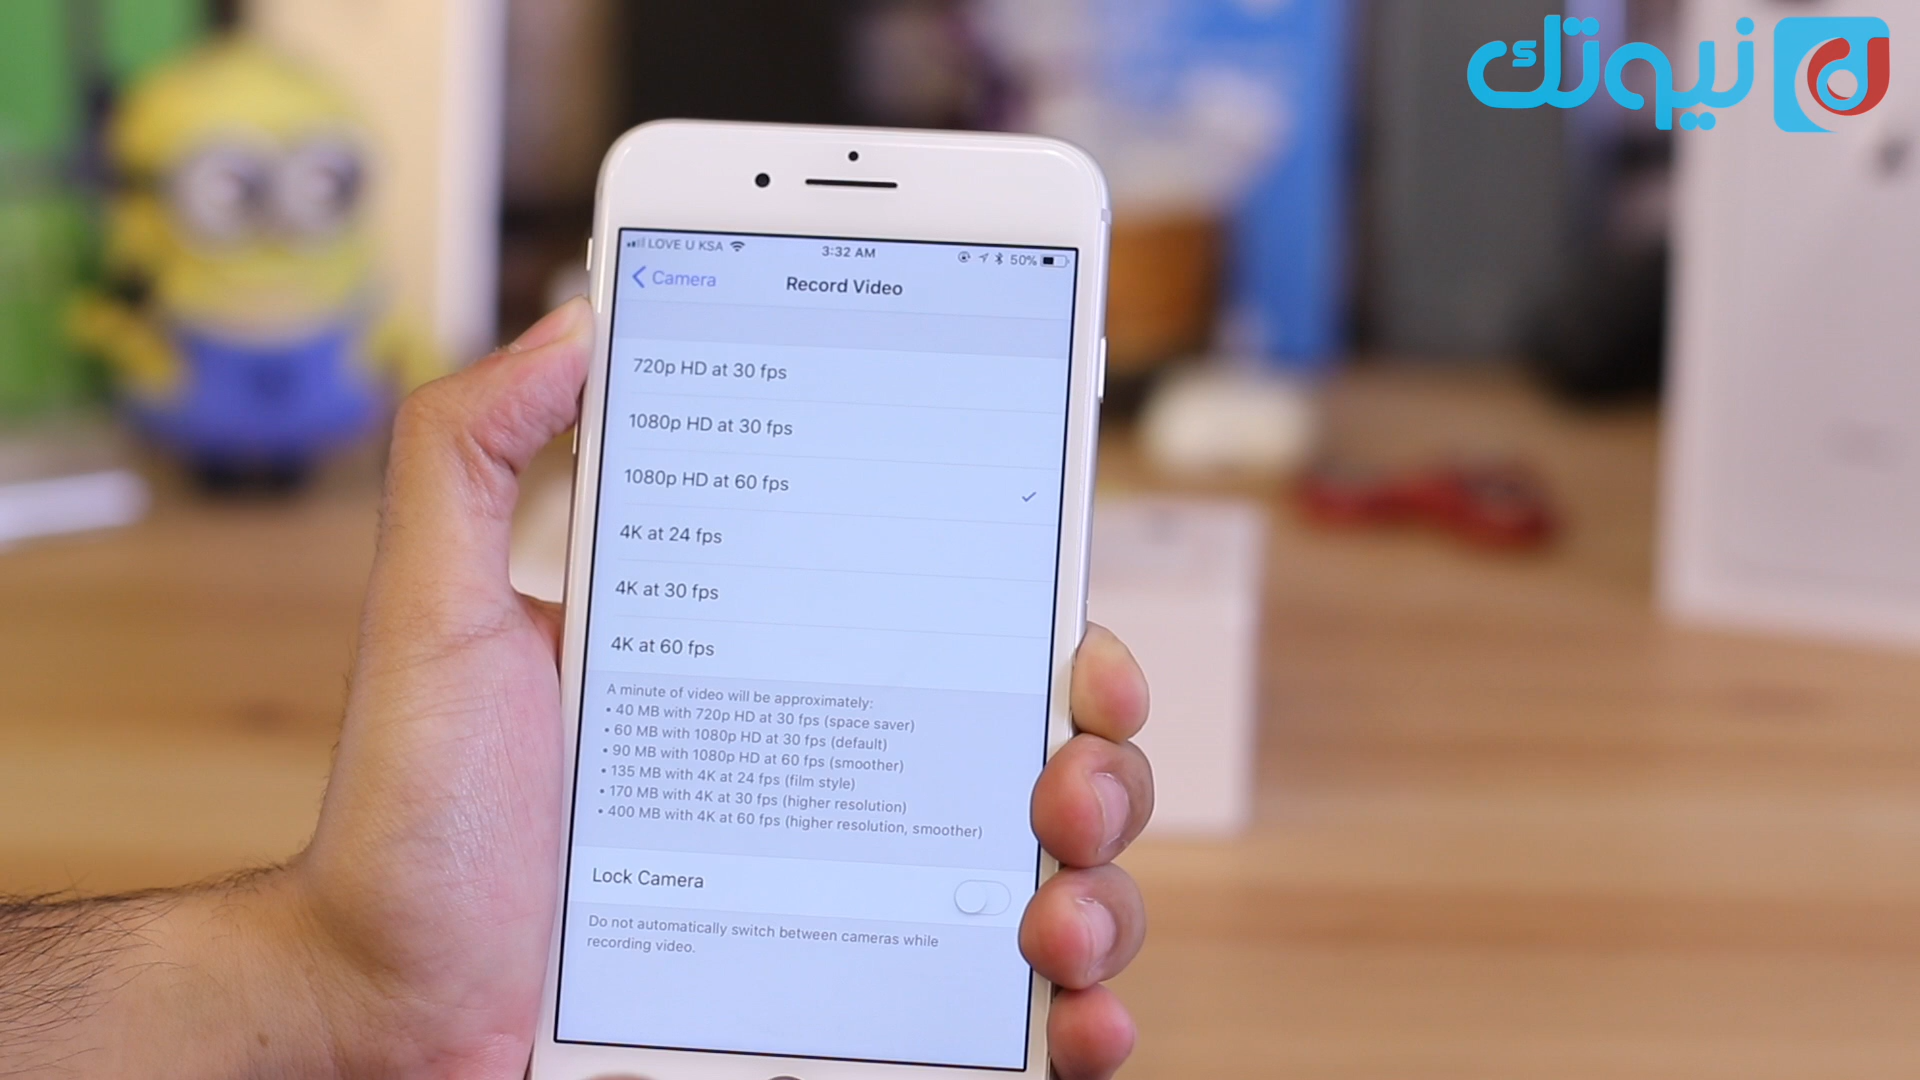 نيوتك
LOVE U KSA 3:32 AM 50%
Camera Record Video
720p HD at 30 fps
1080p HD at 30 fps
1080p HD at 60 fps
4K at 24 fps
4K at 30 fps
4K at 60 fps
A minute of video will be approximately:
• 40 MB with 720p HD at 30 fps (space saver)
• 60 MB with 1080p HD at 30 fps (default)
• 90 MB with 1080p HD at 60 fps (smoother)
• 135 MB with 4K at 24 fps (film style)
• 170 MB with 4K at 30 fps (higher resolution)
• 400 MB with 4K at 60 fps (higher resolution, smoother)
Lock Camera
Do not automatically switch between cameras while
recording video.